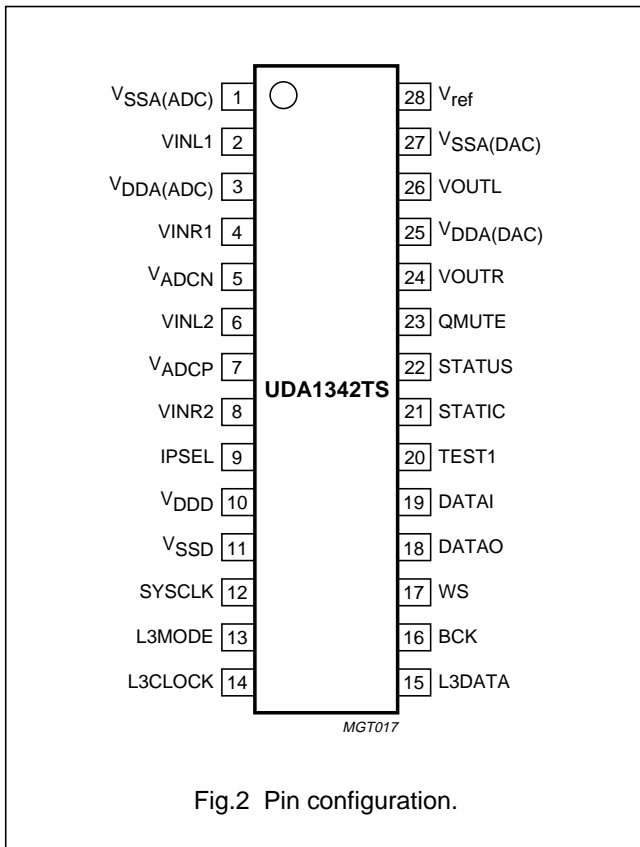 VSSA(ADC) 1 28 Vref
VINL1 2 27 VSSA(DAC)
VDDA(ADC) 3 26 VOUTL
VINR1 4 25 VDDA(DAC)
VADCN 5 24 VOUTR
VINL2 6 23 QMUTE
VADCP 7 22 STATUS
UDA1342TS
VINR2 8 21 STATIC
IPSEL 9 20 TEST1
VDDD 10 19 DATAI
VSSD 11 18 DATAO
SYSCLK 12 17 WS
L3MODE 13 16 BCK
L3CLOCK 14 15 L3DATA
MGT017
Fig.2 Pin configuration.